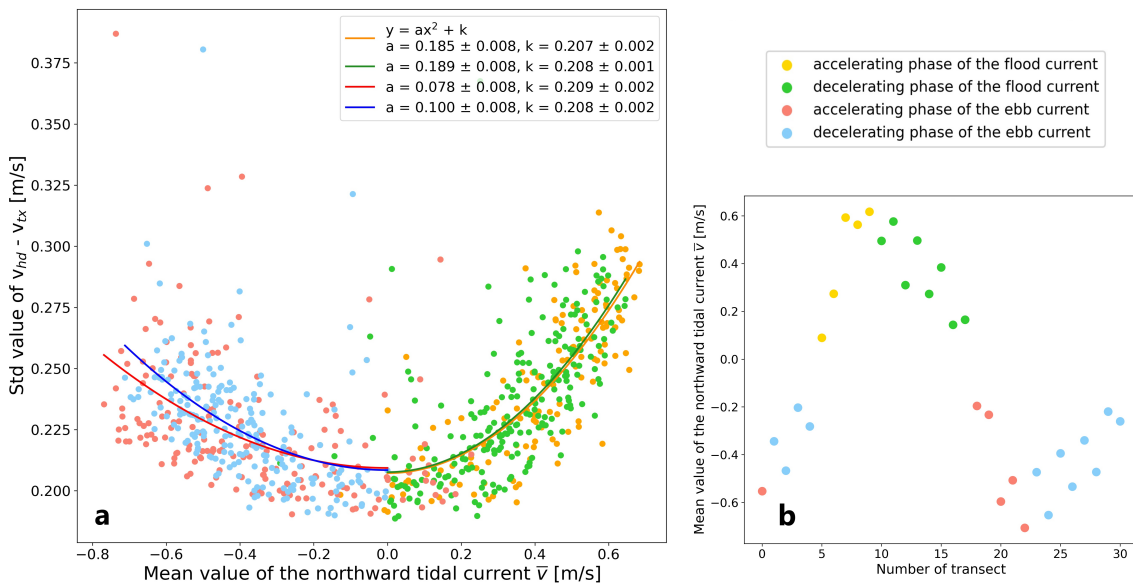 y = ax² + k
a = 0.185 ± 0.008, k = 0.207 ± 0.002
a = 0.189 ± 0.008, k = 0.208 ± 0.001
a = 0.078 ± 0.008, k = 0.209 ± 0.002
a = 0.100 ± 0.008, k = 0.208 ± 0.002
0.375
0.350
0.325
0.300
0.275
0.250
0.225
0.200
Std value of v_hd - v_tx [m/s]
a
−0.8 −0.6 −0.4 −0.2 0.0 0.2 0.4 0.6
Mean value of the northward tidal current v̅ [m/s]
accelerating phase of the flood current
decelerating phase of the flood current
accelerating phase of the ebb current
decelerating phase of the ebb current
0.6
0.4
0.2
0.0
−0.2
−0.4
−0.6
Mean value of the northward tidal current v̅ [m/s]
b
0 5 10 15 20 25 30
Number of transect